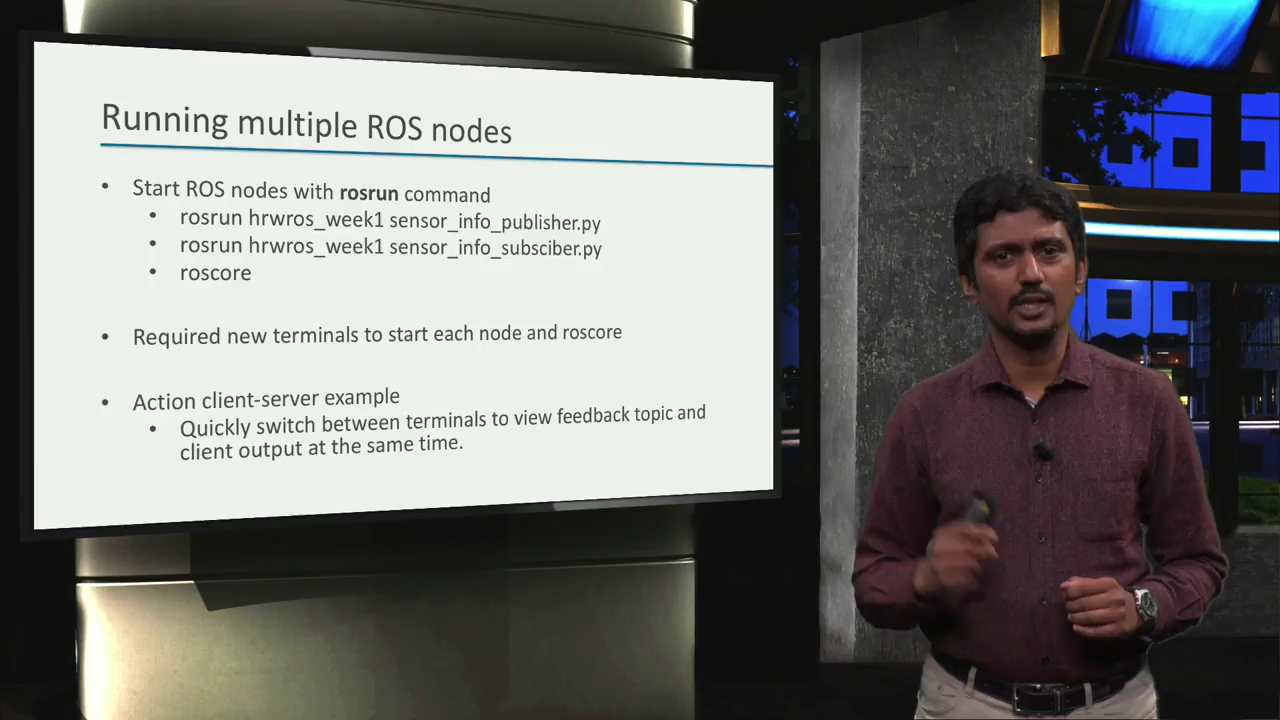 Running multiple ROS nodes
• Start ROS nodes with rosrun command
• rosrun hrwros_week1 sensor_info_publisher.py
• rosrun hrwros_week1 sensor_info_subsciber.py
• roscore
• Required new terminals to start each node and roscore
• Action client-server example
• Quickly switch between terminals to view feedback topic and
client output at the same time.